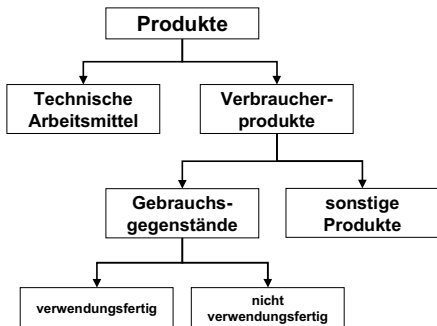 Produkte
Technische
Arbeitsmittel
Verbraucher-
produkte
Gebrauchs-
gegenstände
sonstige
Produkte
verwendungsfertig
nicht
verwendungsfertig